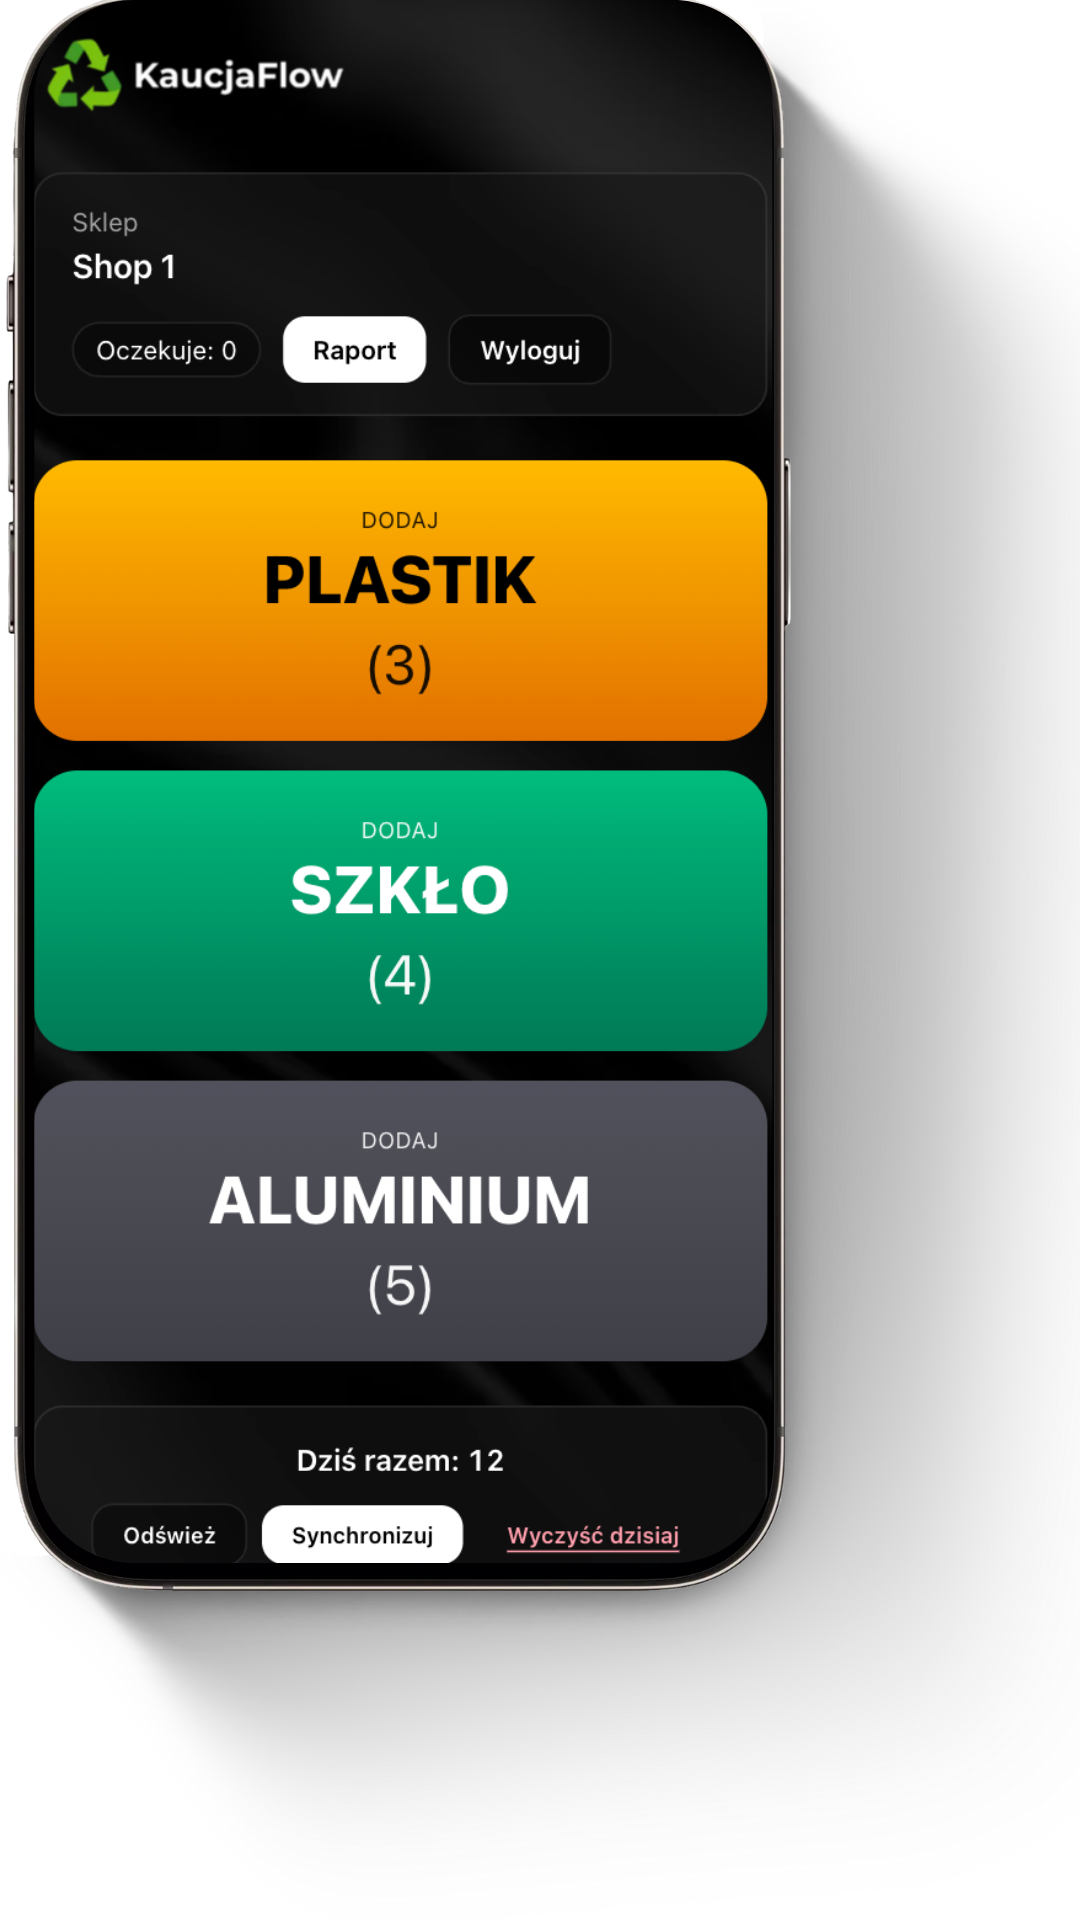 KaucjaFlow
Sklep
Shop 1
Oczekuje: 0
Raport
Wyloguj
DODAJ
PLASTIK
(3)
DODAJ
SZKŁO
(4)
DODAJ
ALUMINIUM
(5)
Dziś razem: 12
Odśwież
Synchronizuj
Wyczyść dzisiaj